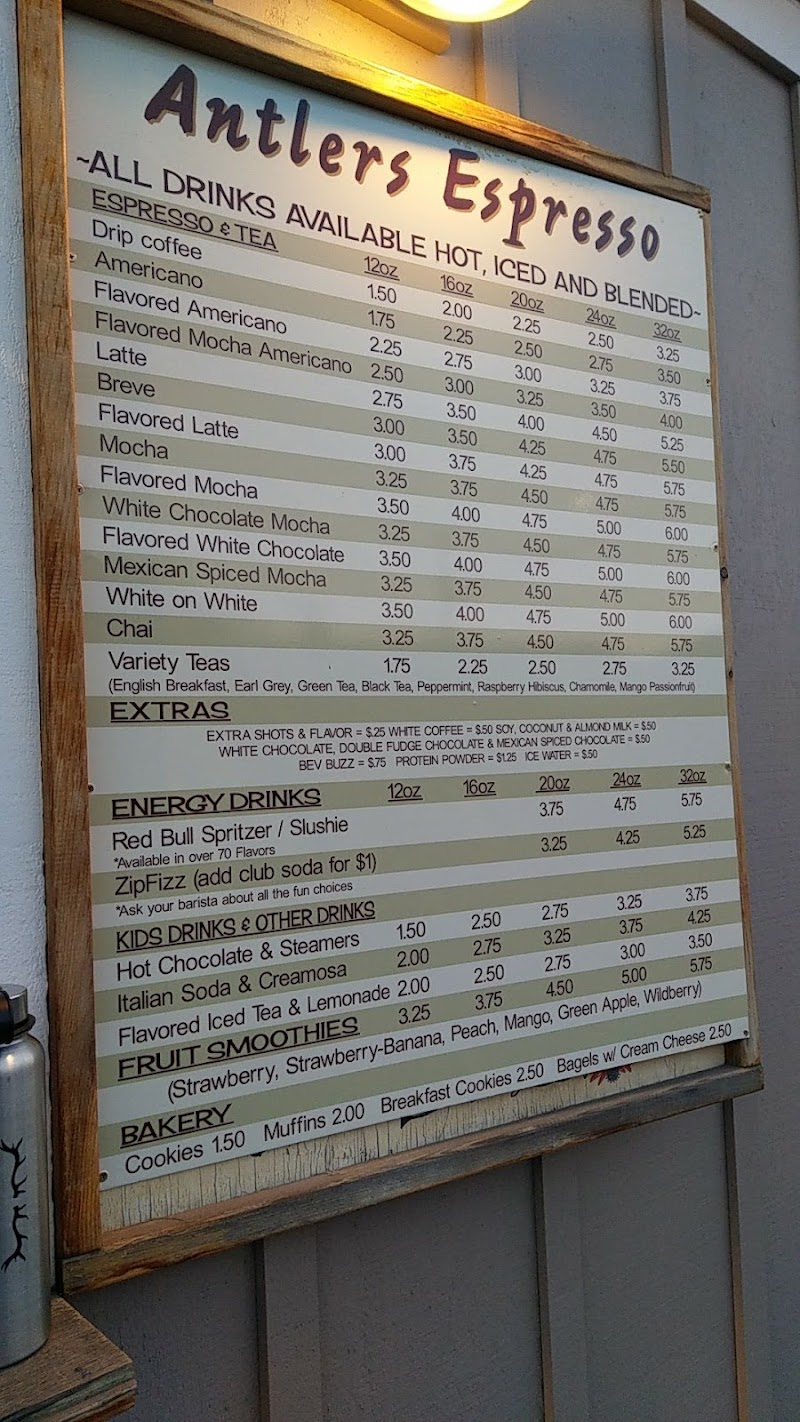 Antlers Espresso
~ALL DRINKS AVAILABLE HOT, ICED AND BLENDED~
ESPRESSO & TEA 12oz 16oz 20oz 24oz 32oz
Drip coffee 1.50 2.00 2.25 2.50 3.25
Americano 1.75 2.25 2.50 2.75 3.50
Flavored Americano 2.25 2.75 3.00 3.25 3.75
Flavored Mocha Americano 2.50 3.00 3.25 3.50 4.00
Latte 2.75 3.50 4.00 4.50 5.25
Breve 3.00 3.50 4.25 4.75 5.50
Flavored Latte 3.00 3.75 4.25 4.75 5.75
Mocha 3.25 3.75 4.50 4.75 5.75
Flavored Mocha 3.50 4.00 4.75 5.00 6.00
White Chocolate Mocha 3.25 3.75 4.50 4.75 5.75
Flavored White Chocolate 3.50 4.00 4.75 5.00 6.00
Mexican Spiced Mocha 3.25 3.75 4.50 4.75 5.75
White on White 3.50 4.00 4.75 5.00 6.00
Chai 3.25 3.75 4.50 4.75 5.75
Variety Teas 1.75 2.25 2.50 2.75 3.25
(English Breakfast, Earl Grey, Green Tea, Black Tea, Peppermint, Raspberry Hibiscus, Chamomile, Mango Passionfruit)
EXTRAS
EXTRA SHOTS & FLAVOR = $.25 WHITE COFFEE = $.50 SOY, COCONUT & ALMOND MILK = $.50
WHITE CHOCOLATE, DOUBLE FUDGE CHOCOLATE & MEXICAN SPICED CHOCOLATE = $.50
BEV BUZZ = $.75 PROTEIN POWDER = $1.25 ICE WATER = $.50
ENERGY DRINKS 12oz 16oz 20oz 24oz 32oz
Red Bull Spritzer / Slushie 3.75 4.75 5.75
*Available in over 70 Flavors
ZipFizz (add club soda for $1) 3.25 4.25 5.25
*Ask your barista about all the fun choices
KIDS DRINKS & OTHER DRINKS
Hot Chocolate & Steamers 1.50 2.50 2.75 3.25 3.75
Italian Soda & Creamosa 2.00 2.75 3.25 3.75 4.25
Flavored Iced Tea & Lemonade 2.00 2.50 2.75 3.00 3.50
FRUIT SMOOTHIES 3.25 3.75 4.50 5.00 5.75
(Strawberry, Strawberry-Banana, Peach, Mango, Green Apple, Wildberry)
BAKERY
Cookies 1.50 Muffins 2.00 Breakfast Cookies 2.50 Bagels w/ Cream Cheese 2.50